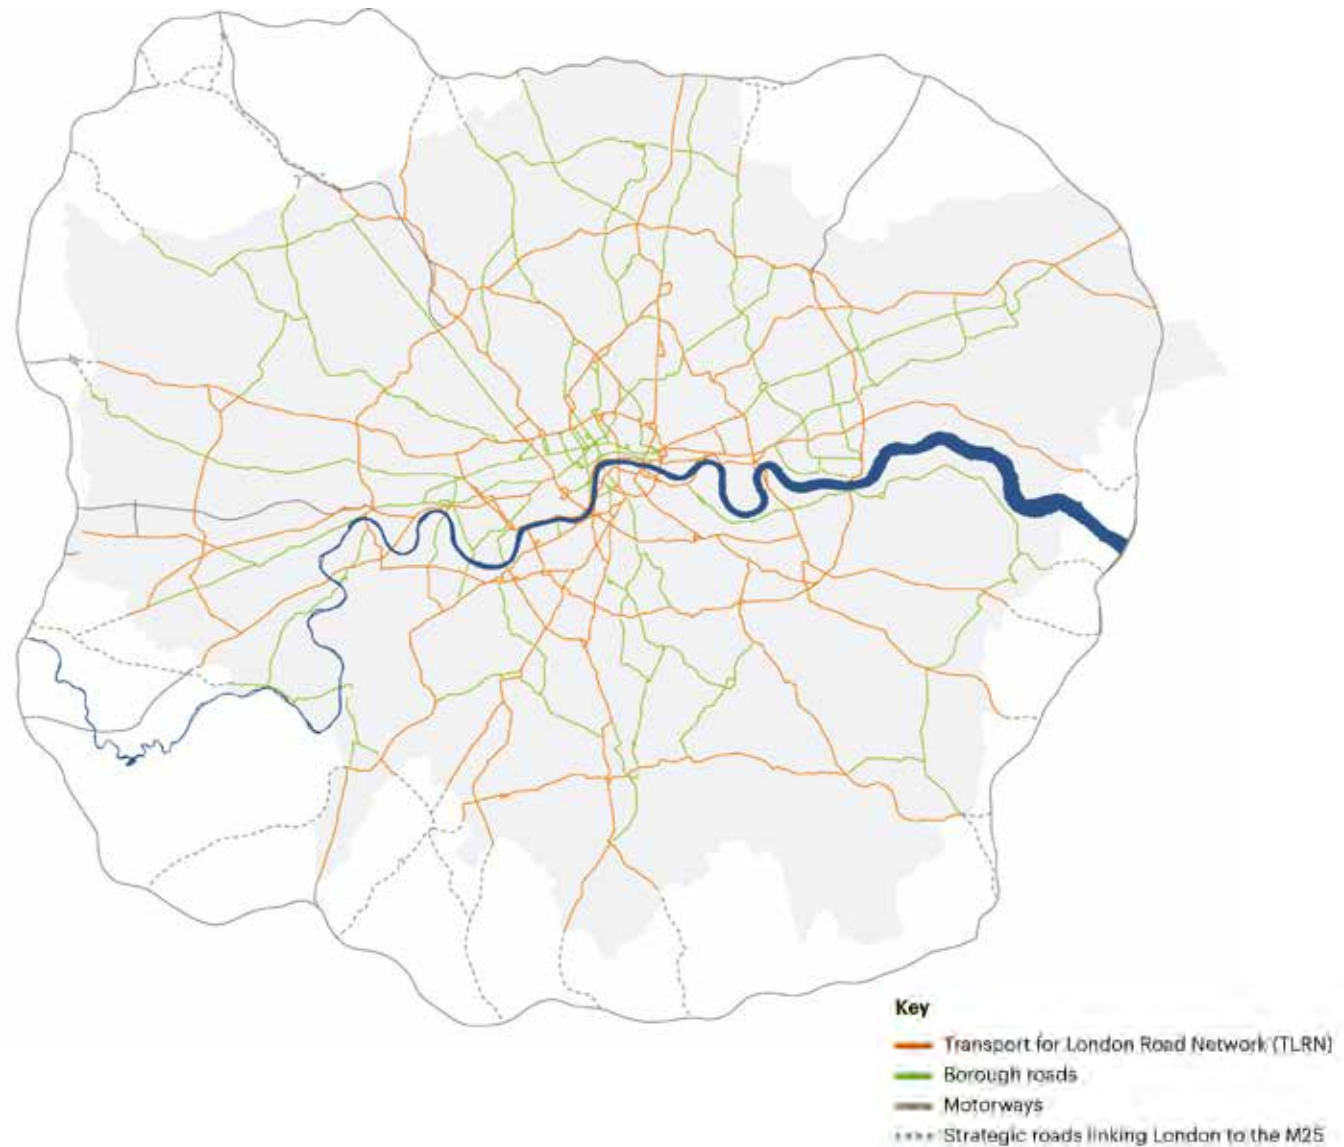 Key
Transport for London Road Network (TLRN)
Borough roads
Motorways
Strategic roads linking London to the M25